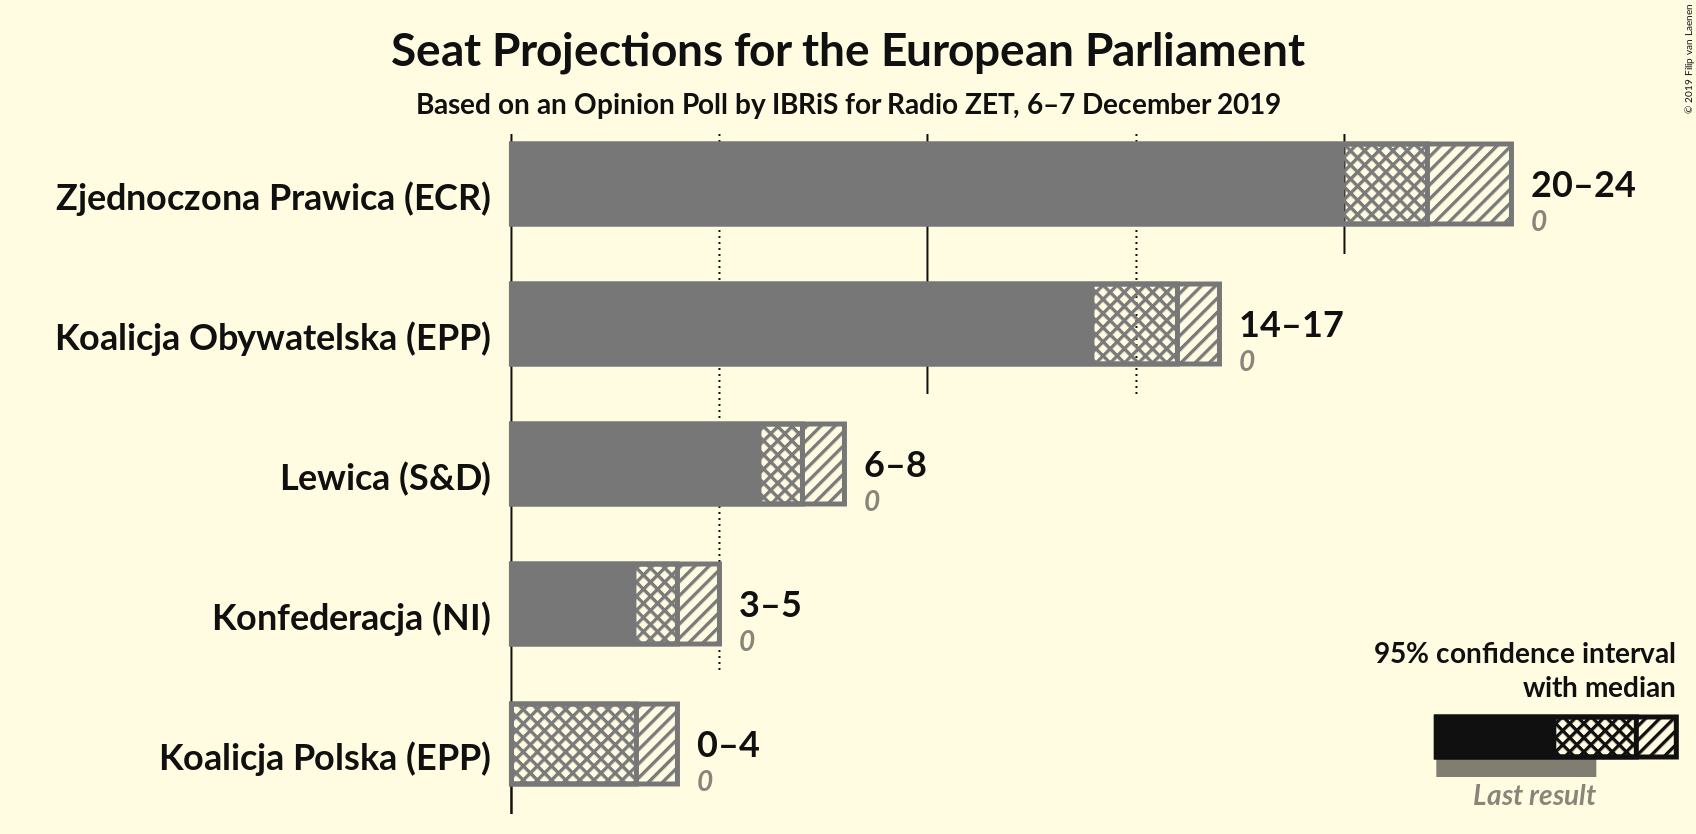 Seat Projections for the European Parliament
Based on an Opinion Poll by IBRiS for Radio ZET, 6–7 December 2019
© 2019 Filip van Laenen
Zjednoczona Prawica (ECR)
20–24
0
Koalicja Obywatelska (EPP)
14–17
0
Lewica (S&D)
6–8
0
Konfederacja (NI)
3–5
0
Koalicja Polska (EPP)
0–4
0
95% confidence interval
with median
Last result